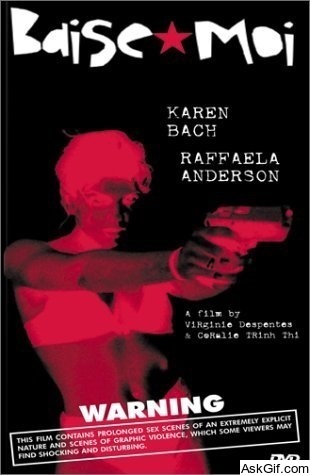 BaiSe★MOi
KAREN
BACH
RAFFAELA
ANDERSON
A film by
ViRginie Despentes
& CoRalie TRinh Thi
WARNING
THIS FILM CONTAINS PROLONGED SEX SCENES OF AN EXTREMELY EXPLICIT
NATURE AND SCENES OF GRAPHIC VIOLENCE, WHICH SOME VIEWERS MAY
FIND SHOCKING AND DISTURBING.
DVD
AskGif.com